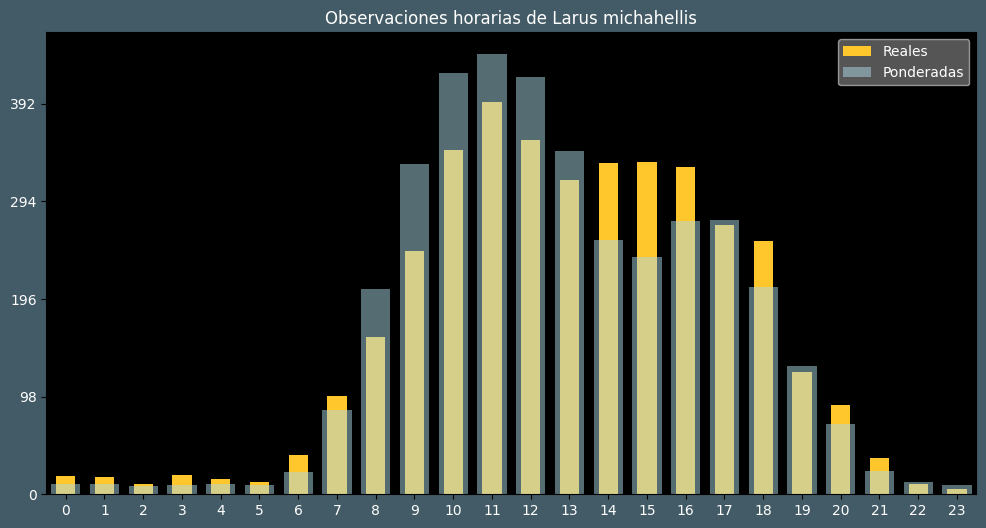 Observaciones horarias de Larus michahellis
Reales
Ponderadas
392
294
196
98
0
0 1 2 3 4 5 6 7 8 9 10 11 12 13 14 15 16 17 18 19 20 21 22 23